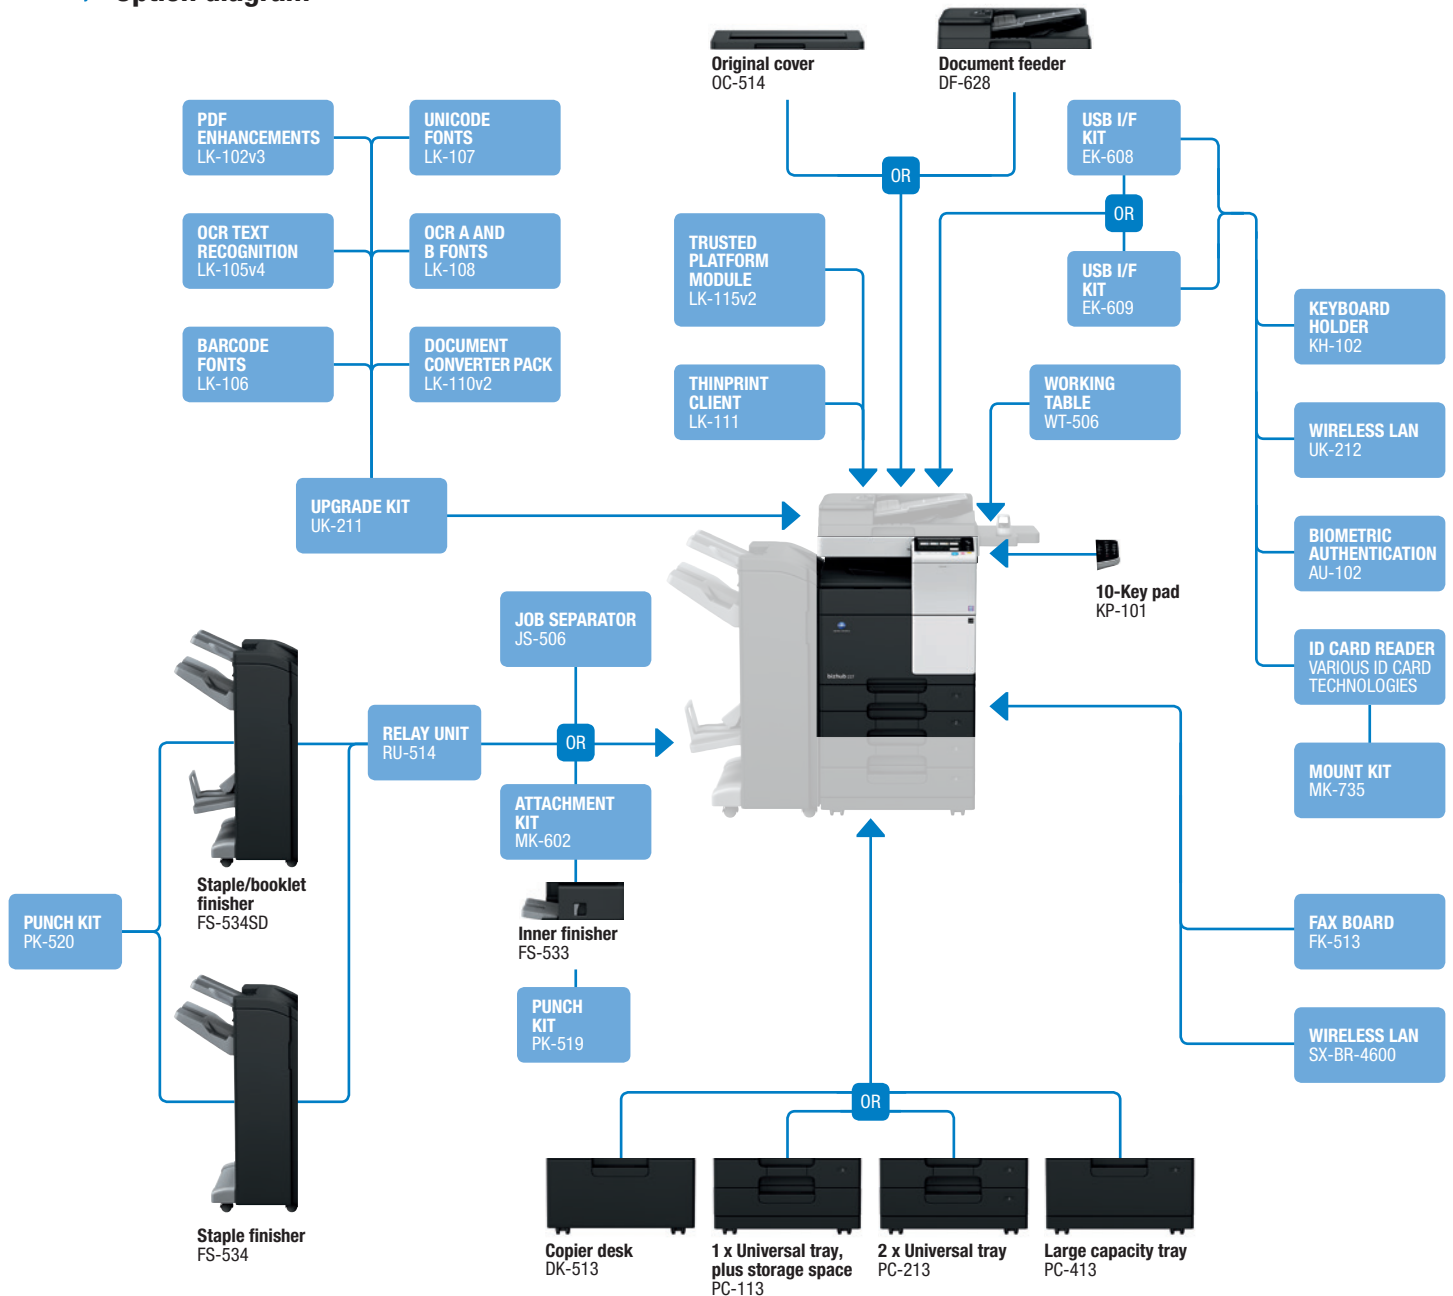 Option diagram
Original cover
OC-514
Document feeder
DF-628
PDF
ENHANCEMENTS
LK-102v3
UNICODE
FONTS
LK-107
USB I/F
KIT
EK-608
OR
OR
OCR TEXT
RECOGNITION
LK-105v4
OCR A AND
B FONTS
LK-108
TRUSTED
PLATFORM
MODULE
LK-115v2
USB I/F
KIT
EK-609
KEYBOARD
HOLDER
KH-102
BARCODE
FONTS
LK-106
DOCUMENT
CONVERTER PACK
LK-110v2
THINPRINT
CLIENT
LK-111
WORKING
TABLE
WT-506
WIRELESS LAN
UK-212
UPGRADE KIT
UK-211
BIOMETRIC
AUTHENTICATION
AU-102
10-Key pad
KP-101
JOB SEPARATOR
JS-506
ID CARD READER
VARIOUS ID CARD
TECHNOLOGIES
bizhub
RELAY UNIT
RU-514
OR
MOUNT KIT
MK-735
ATTACHMENT
KIT
MK-602
Staple/booklet
finisher
FS-534SD
PUNCH KIT
PK-520
Inner finisher
FS-533
FAX BOARD
FK-513
PUNCH
KIT
PK-519
WIRELESS LAN
SX-BR-4600
OR
Staple finisher
FS-534
Copier desk
DK-513
1 x Universal tray,
plus storage space
PC-113
2 x Universal tray
PC-213
Large capacity tray
PC-413